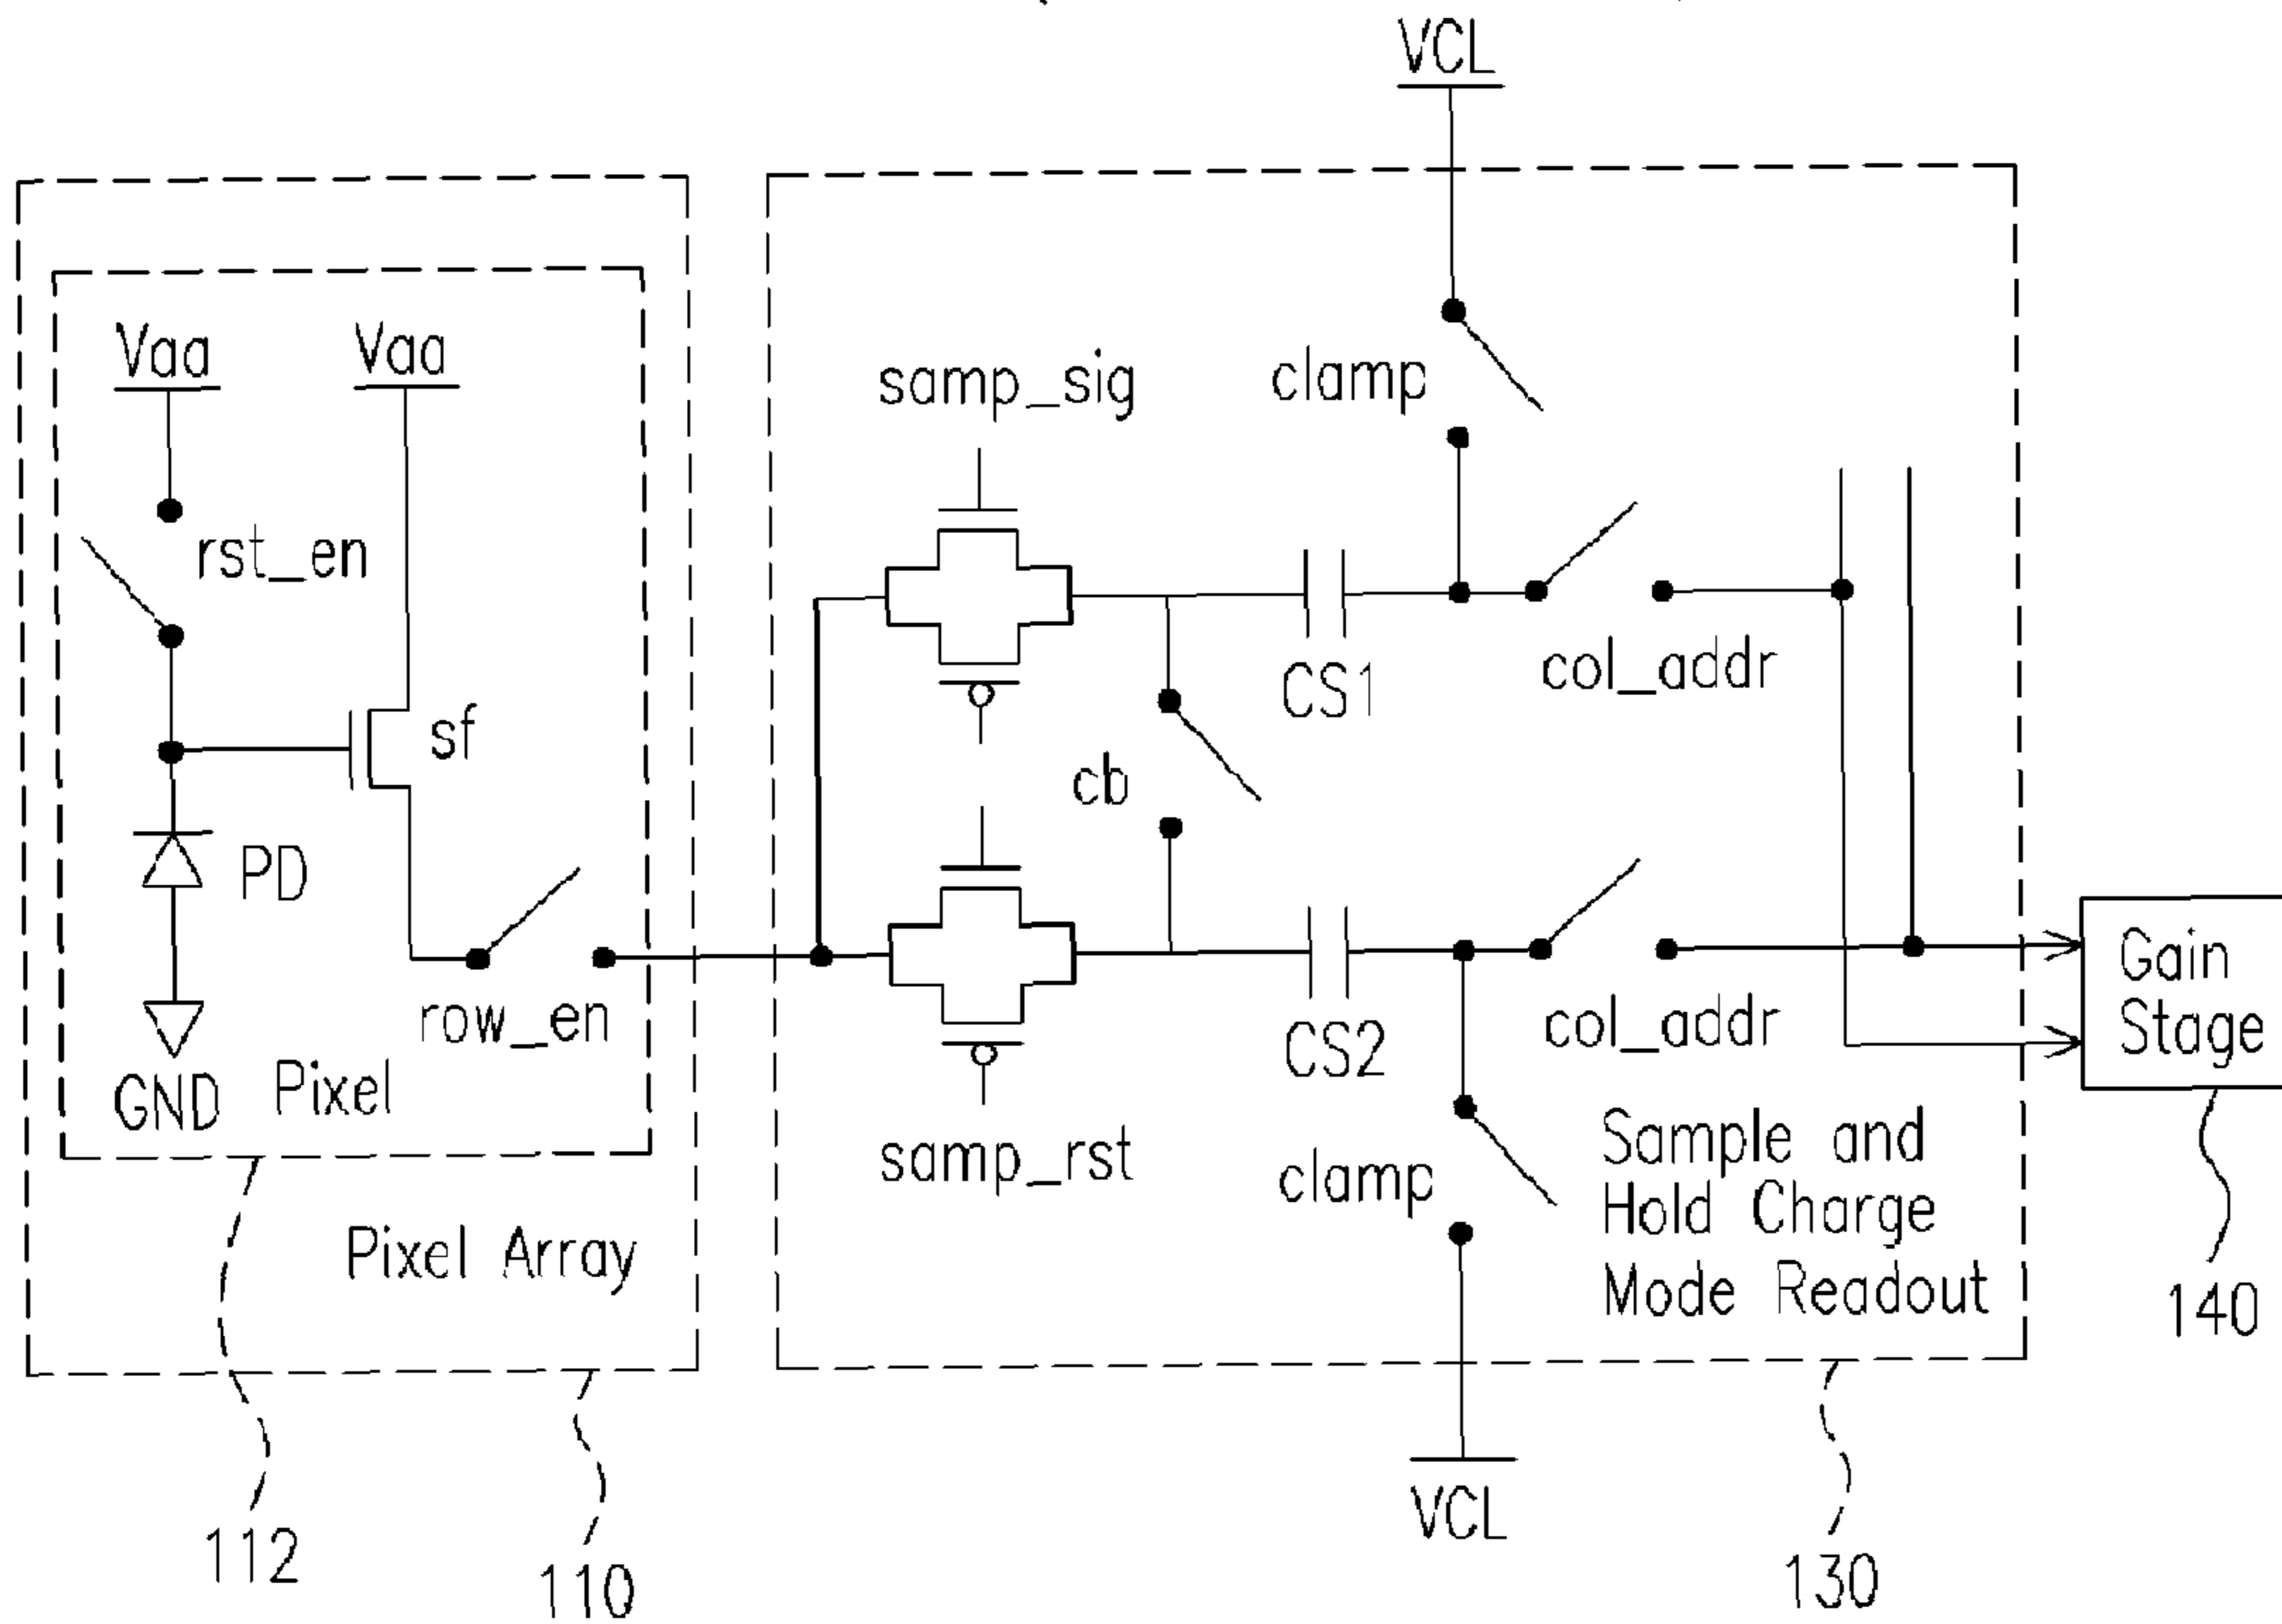 VCL
Vaa
Vaa
samp_sig
clamp
rst_en
sf
CS1
col_addr
cb
PD
row_en
CS2
col_addr
Gain
Stage
GND
Pixel
samp_rst
clamp
Sample and
Hold Charge
Mode Readout
Pixel Array
140
VCL
112
110
130